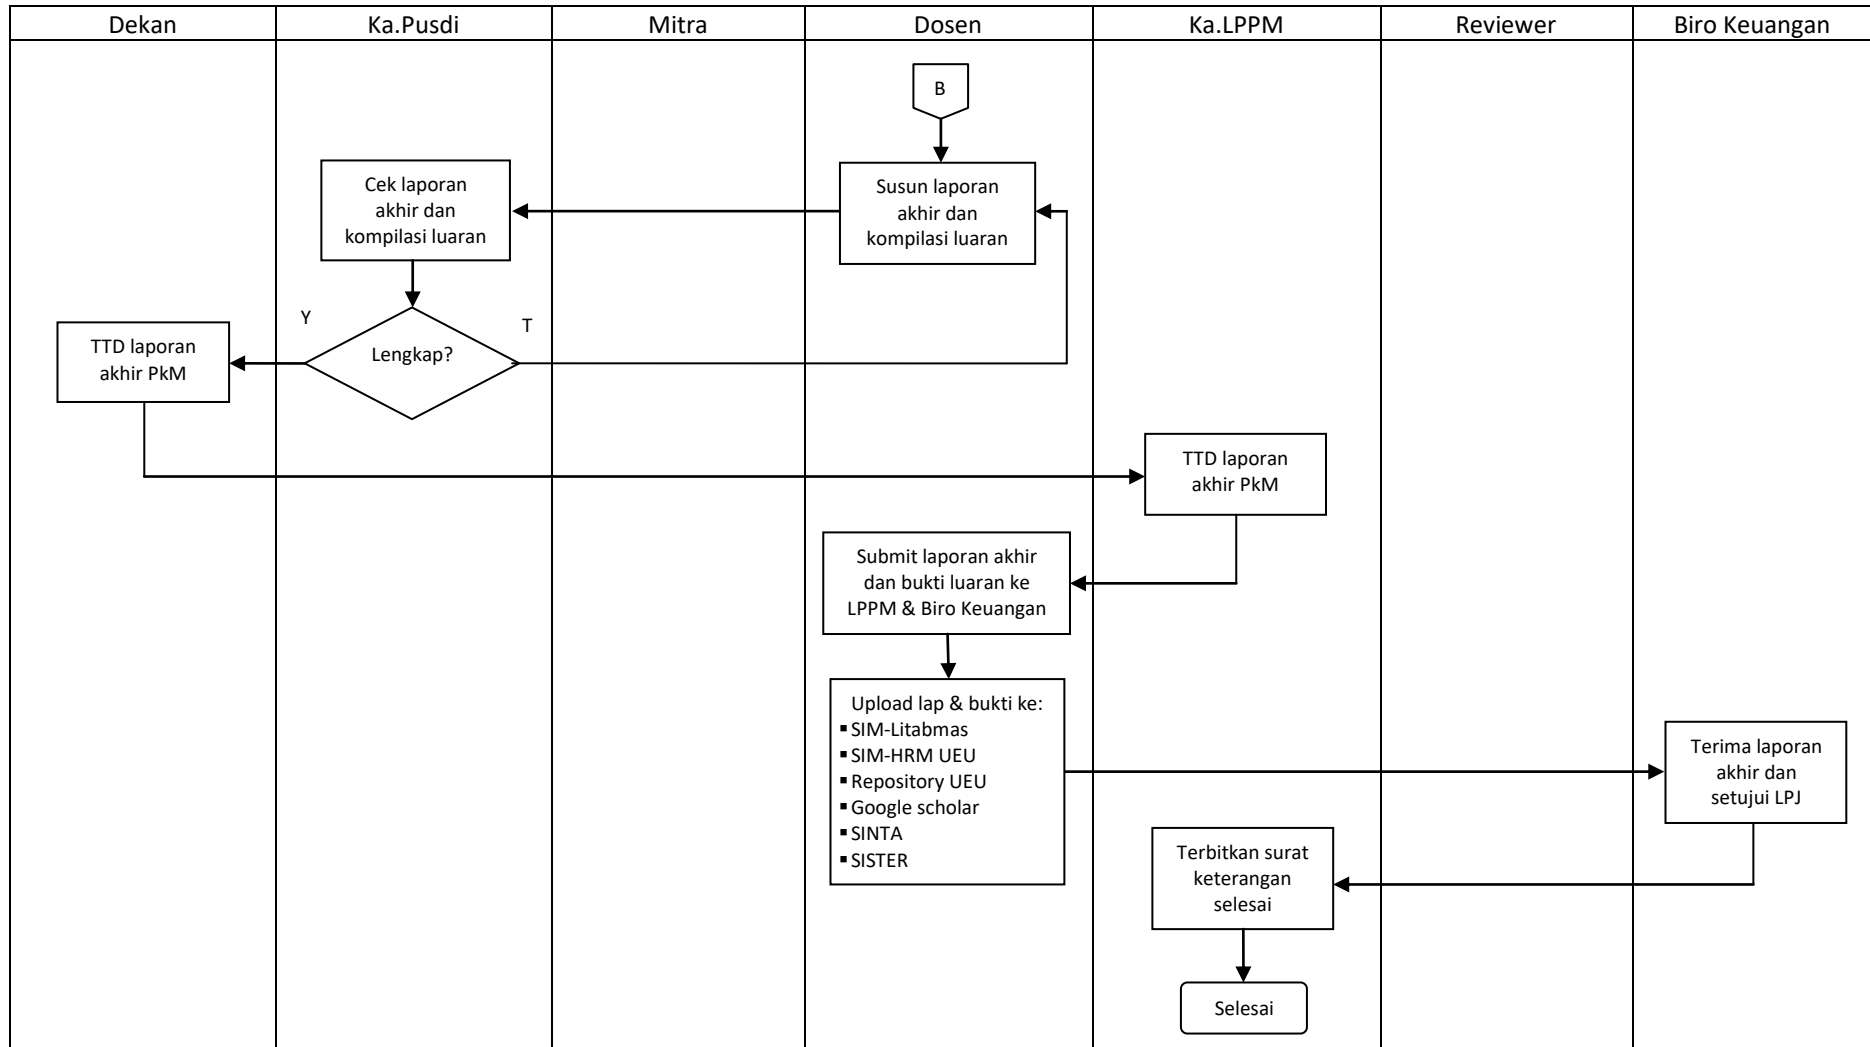 Dekan
Ka.Pusdi
Mitra
Dosen
Ka.LPPM
Reviewer
Biro Keuangan
B
Cek laporan
akhir dan
kompilasi luaran
Susun laporan
akhir dan
kompilasi luaran
Y
T
TTD laporan
akhir PkM
Lengkap?
TTD laporan
akhir PkM
Submit laporan akhir
dan bukti luaran ke
LPPM & Biro Keuangan
Upload lap & bukti ke:
▪ SIM-Litabmas
▪ SIM-HRM UEU
▪ Repository UEU
▪ Google scholar
▪ SINTA
▪ SISTER
Terima laporan
akhir dan
setujui LPJ
Terbitkan surat
keterangan
selesai
Selesai